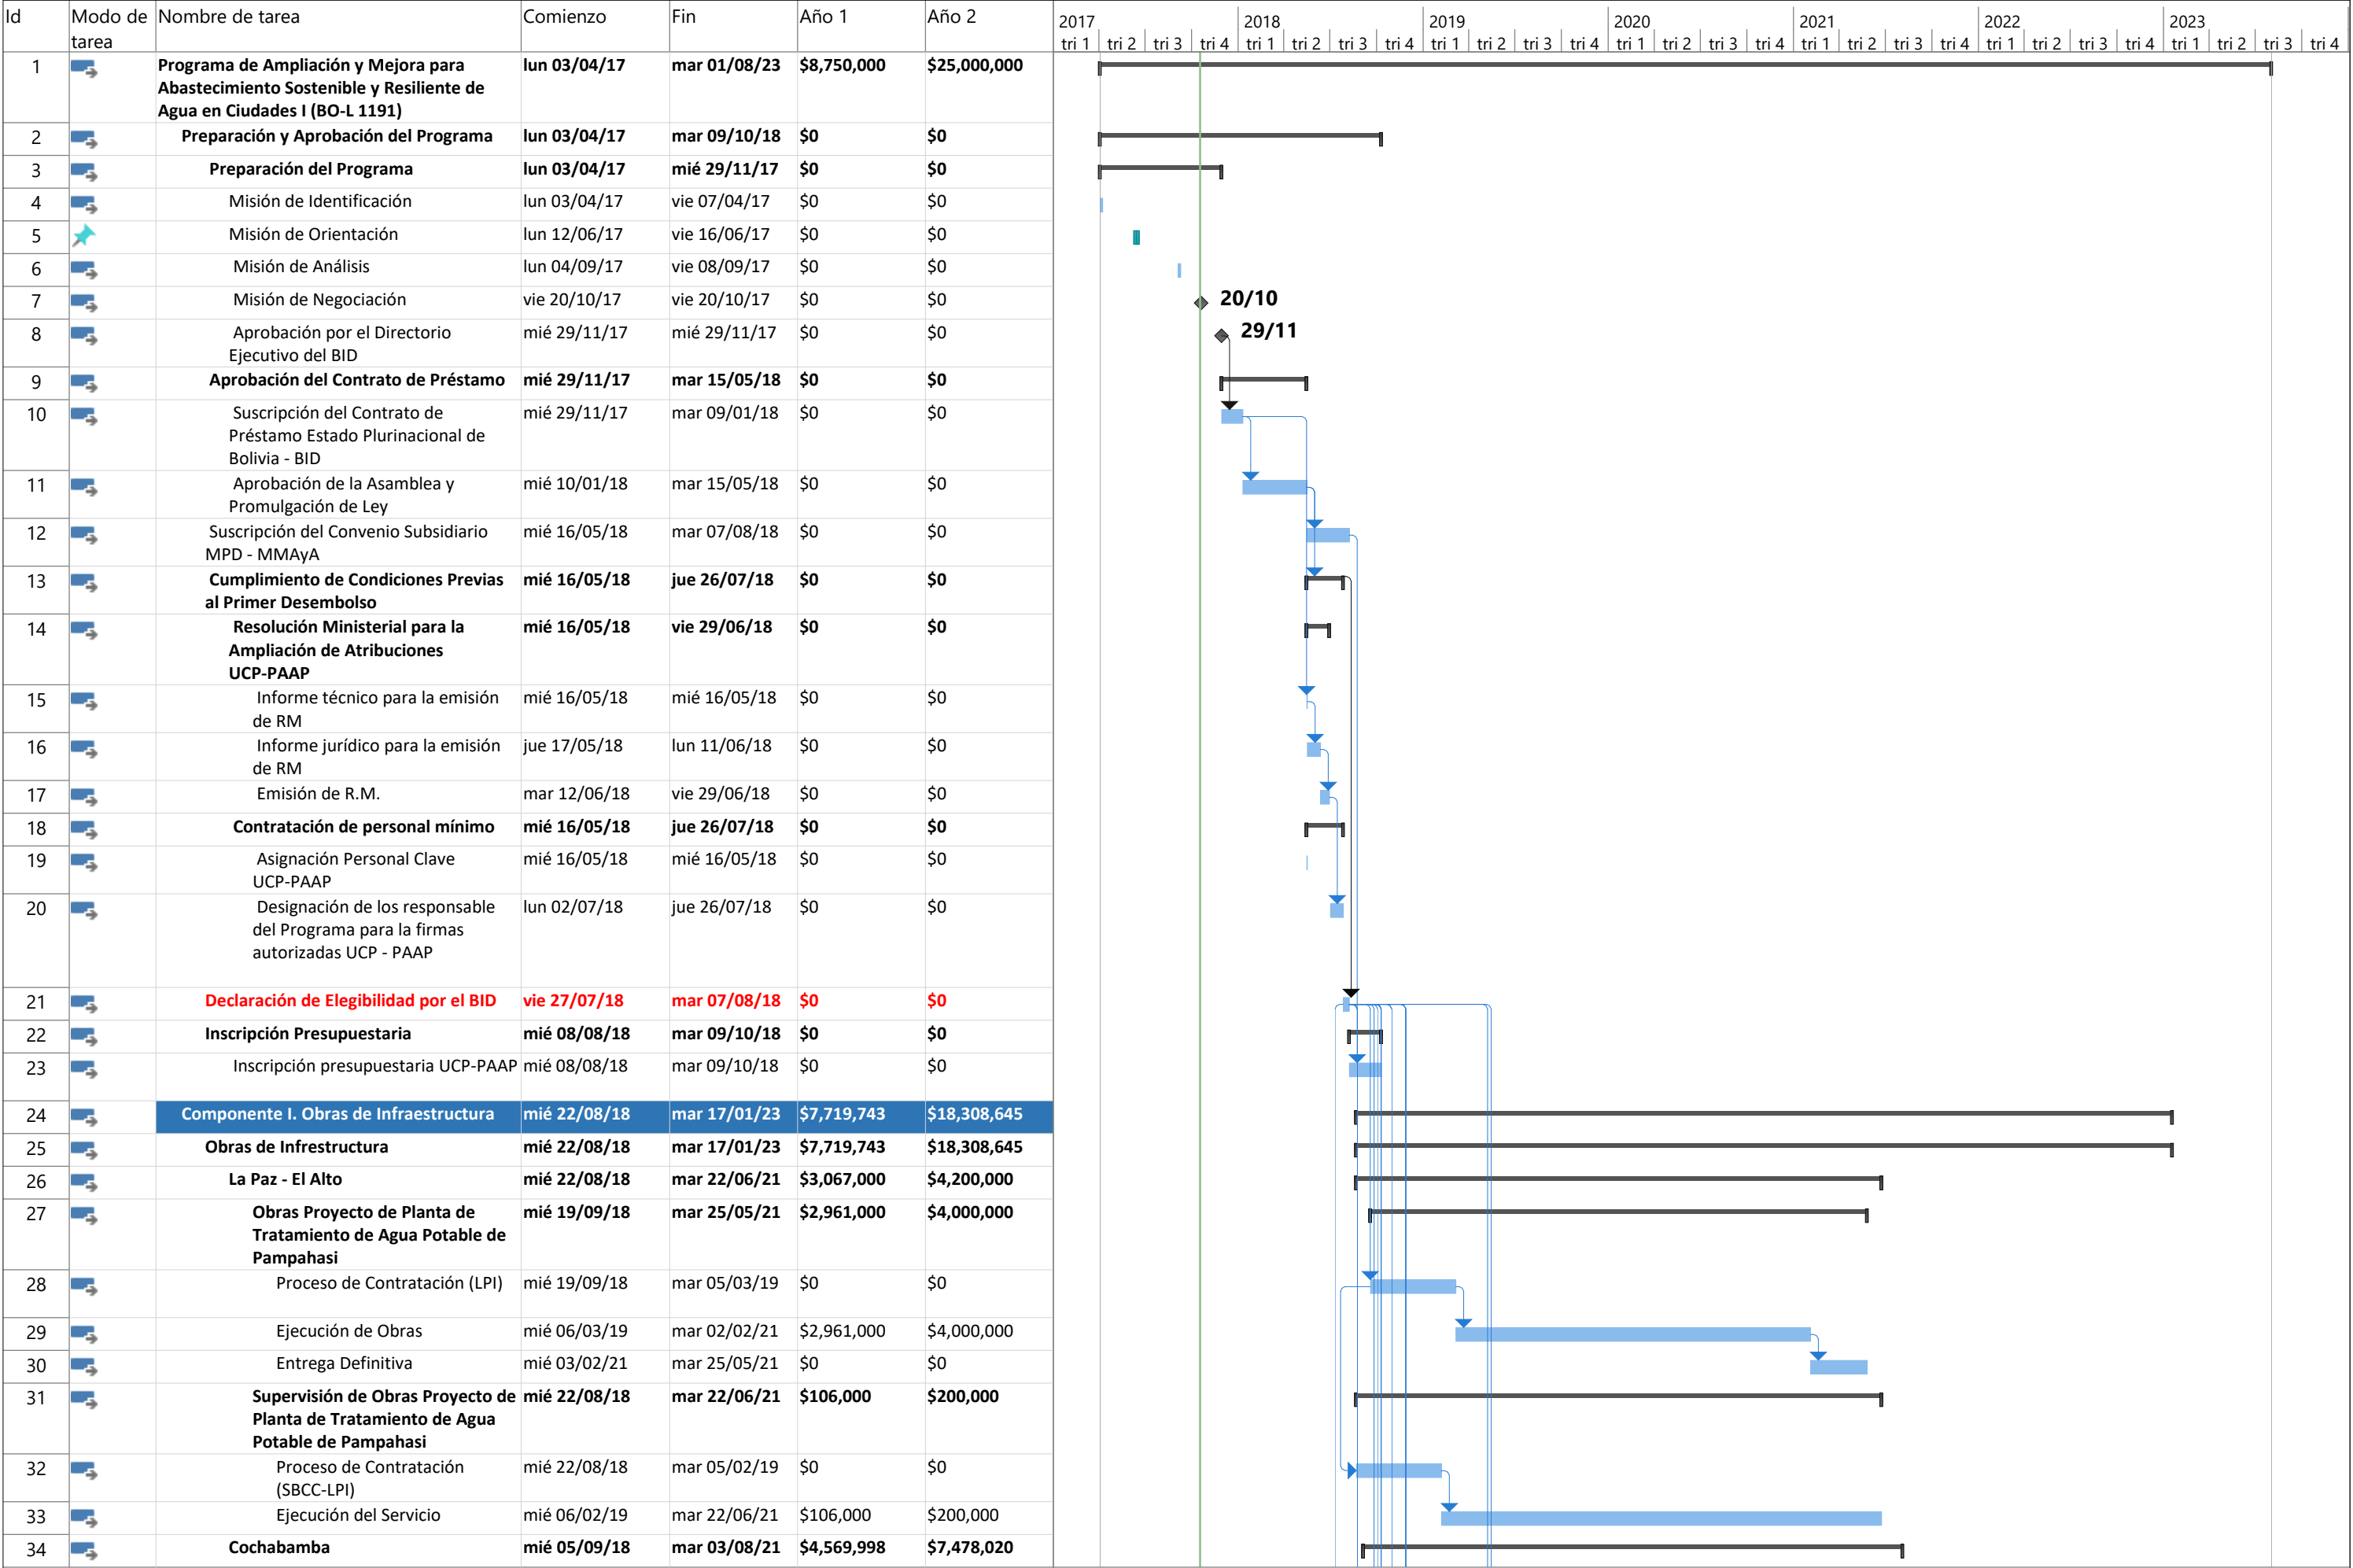 Id Modo de tarea Nombre de tarea Comienzo Fin Año 1 Año 2
2017 2018 2019 2020 2021 2022 2023
tri 1 tri 2 tri 3 tri 4 tri 1 tri 2 tri 3 tri 4 tri 1 tri 2 tri 3 tri 4 tri 1 tri 2 tri 3 tri 4 tri 1 tri 2 tri 3 tri 4 tri 1 tri 2 tri 3 tri 4 tri 1 tri 2 tri 3 tri 4
1 Programa de Ampliación y Mejora para lun 03/04/17 mar 01/08/23 $8,750,000 $25,000,000
Abastecimiento Sostenible y Resiliente de
Agua en Ciudades I (BO-L 1191)
2 Preparación y Aprobación del Programa lun 03/04/17 mar 09/10/18 $0 $0
3 Preparación del Programa lun 03/04/17 mié 29/11/17 $0 $0
4 Misión de Identificación lun 03/04/17 vie 07/04/17 $0 $0
5 Misión de Orientación lun 12/06/17 vie 16/06/17 $0 $0
6 Misión de Análisis lun 04/09/17 vie 08/09/17 $0 $0
7 Misión de Negociación vie 20/10/17 vie 20/10/17 $0 $0 20/10
8 Aprobación por el Directorio mié 29/11/17 mié 29/11/17 $0 $0 29/11
Ejecutivo del BID
9 Aprobación del Contrato de Préstamo mié 29/11/17 mar 15/05/18 $0 $0
10 Suscripción del Contrato de mié 29/11/17 mar 09/01/18 $0 $0
Préstamo Estado Plurinacional de
Bolivia - BID
11 Aprobación de la Asamblea y mié 10/01/18 mar 15/05/18 $0 $0
Promulgación de Ley
12 Suscripción del Convenio Subsidiario mié 16/05/18 mar 07/08/18 $0 $0
MPD - MMAyA
13 Cumplimiento de Condiciones Previas mié 16/05/18 jue 26/07/18 $0 $0
al Primer Desembolso
14 Resolución Ministerial para la mié 16/05/18 vie 29/06/18 $0 $0
Ampliación de Atribuciones
UCP-PAAP
15 Informe técnico para la emisión mié 16/05/18 mié 16/05/18 $0 $0
de RM
16 Informe jurídico para la emisión jue 17/05/18 lun 11/06/18 $0 $0
de RM
17 Emisión de R.M. mar 12/06/18 vie 29/06/18 $0 $0
18 Contratación de personal mínimo mié 16/05/18 jue 26/07/18 $0 $0
19 Asignación Personal Clave mié 16/05/18 mié 16/05/18 $0 $0
UCP-PAAP
20 Designación de los responsable lun 02/07/18 jue 26/07/18 $0 $0
del Programa para la firmas
autorizadas UCP - PAAP
21 Declaración de Elegibilidad por el BID vie 27/07/18 mar 07/08/18 $0 $0
22 Inscripción Presupuestaria mié 08/08/18 mar 09/10/18 $0 $0
23 Inscripción presupuestaria UCP-PAAP mié 08/08/18 mar 09/10/18 $0 $0
24 Componente I. Obras de Infraestructura mié 22/08/18 mar 17/01/23 $7,719,743 $18,308,645
25 Obras de Infrestructura mié 22/08/18 mar 17/01/23 $7,719,743 $18,308,645
26 La Paz - El Alto mié 22/08/18 mar 22/06/21 $3,067,000 $4,200,000
27 Obras Proyecto de Planta de mié 19/09/18 mar 25/05/21 $2,961,000 $4,000,000
Tratamiento de Agua Potable de
Pampahasi
28 Proceso de Contratación (LPI) mié 19/09/18 mar 05/03/19 $0 $0
29 Ejecución de Obras mié 06/03/19 mar 02/02/21 $2,961,000 $4,000,000
30 Entrega Definitiva mié 03/02/21 mar 25/05/21 $0 $0
31 Supervisión de Obras Proyecto de mié 22/08/18 mar 22/06/21 $106,000 $200,000
Planta de Tratamiento de Agua
Potable de Pampahasi
32 Proceso de Contratación mié 22/08/18 mar 05/02/19 $0 $0
(SBCC-LPI)
33 Ejecución del Servicio mié 06/02/19 mar 22/06/21 $106,000 $200,000
34 Cochabamba mié 05/09/18 mar 03/08/21 $4,569,998 $7,478,020